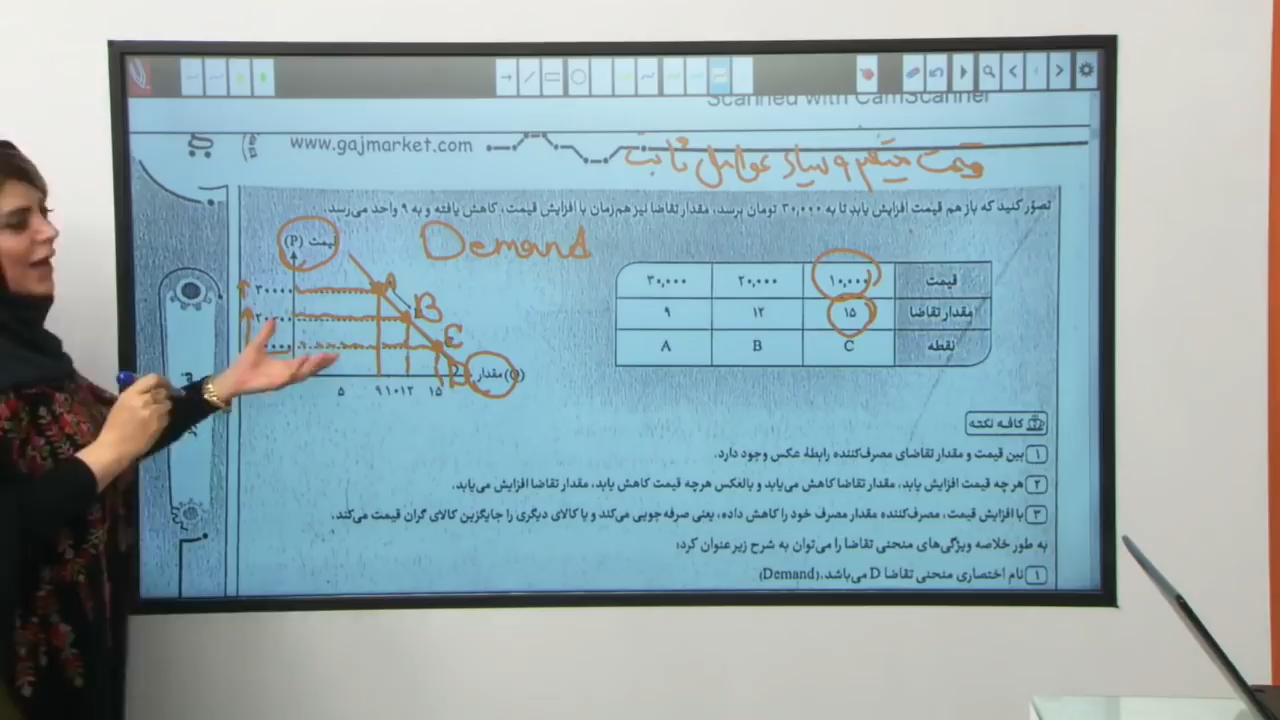 Scanned with CamScanner
www.gajmarket.com
قیمت متغیر و سایر عوامل ثابت
تصوّر کنید که باز هم قیمت افزایش یابد تا به ۳۰,۰۰۰ تومان برسد، مقدار تقاضا نیز هم‌زمان با افزایش قیمت، کاهش یافته و به ۹ واحد می‌رسد.
قیمت (P)
Demand
A
B
C
D
۳۰۰۰۰
مقدار (Q)
۵ ۹ ۱۰ ۱۲ ۱۵
قیمت ۱۰,۰۰۰ ۲۰,۰۰۰ ۳۰,۰۰۰
مقدار تقاضا ۱۵ ۱۲ ۹
نقطه C B A
کافه نکته
۱ بین قیمت و مقدار تقاضای مصرف‌کننده رابطهٔ عکس وجود دارد.
۲ هر چه قیمت افزایش یابد، مقدار تقاضا کاهش می‌یابد و بالعکس هرچه قیمت کاهش یابد، مقدار تقاضا افزایش می‌یابد.
۳ با افزایش قیمت، مصرف‌کننده مقدار مصرف خود را کاهش داده، یعنی صرفه‌جویی می‌کند و یا کالای دیگری را جایگزین کالای گران قیمت می‌کند.
به طور خلاصه ویژگی‌های منحنی تقاضا را می‌توان به شرح زیر عنوان کرد:
۱ نام اختصاری منحنی تقاضا D می‌باشد. (Demand)